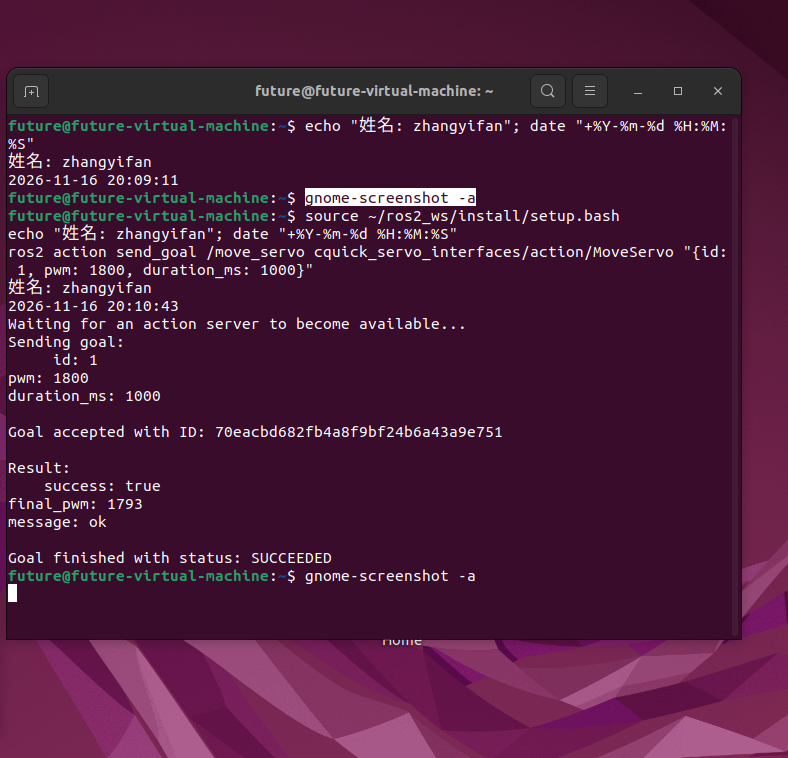 future@future-virtual-machine: ~
future@future-virtual-machine:~$ echo "姓名: zhangyifan"; date "+%Y-%m-%d %H:%M:
%S"
姓名: zhangyifan
2026-11-16 20:09:11
future@future-virtual-machine:~$ gnome-screenshot -a
future@future-virtual-machine:~$ source ~/ros2_ws/install/setup.bash
echo "姓名: zhangyifan"; date "+%Y-%m-%d %H:%M:%S"
ros2 action send_goal /move_servo cquick_servo_interfaces/action/MoveServo "{id:
 1, pwm: 1800, duration_ms: 1000}"
姓名: zhangyifan
2026-11-16 20:10:43
Waiting for an action server to become available...
Sending goal:
     id: 1
pwm: 1800
duration_ms: 1000

Goal accepted with ID: 70eacbd682fb4a8f9bf24b6a43a9e751

Result:
    success: true
final_pwm: 1793
message: ok

Goal finished with status: SUCCEEDED
future@future-virtual-machine:~$ gnome-screenshot -a
Home